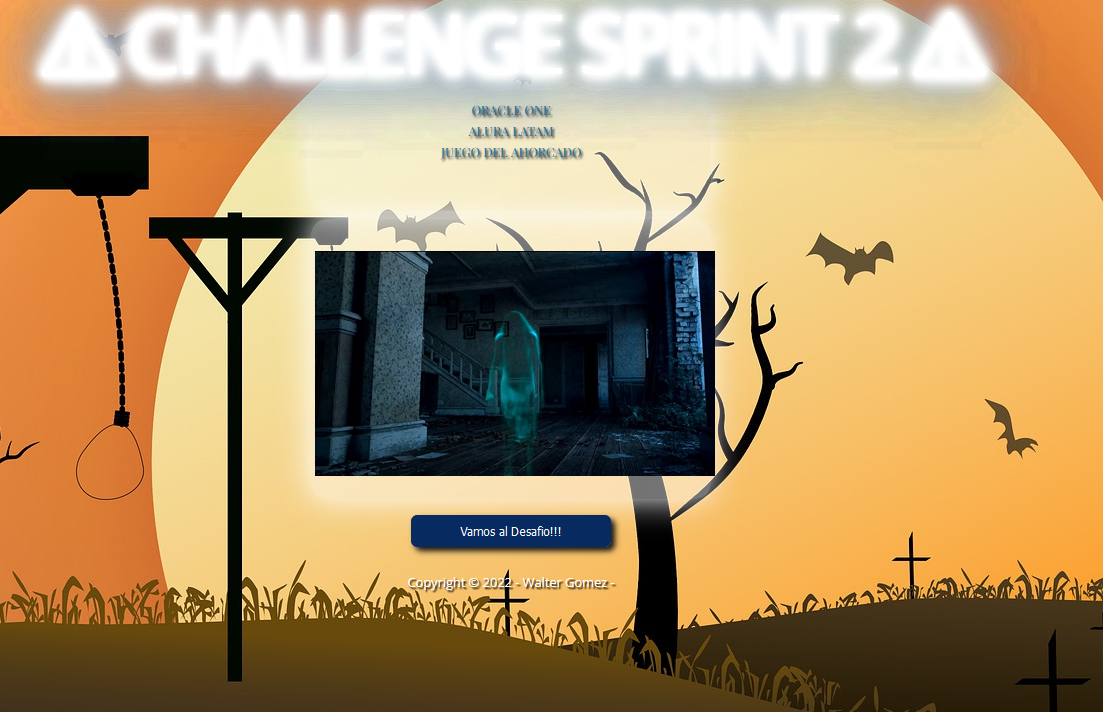 ⚠CHALLENGE SPRINT 2⚠
ORACLE ONE
ALURA LATAM
JUEGO DEL AHORCADO
Vamos al Desafio!!!
Copyright © 2022 - Walter Gomez -